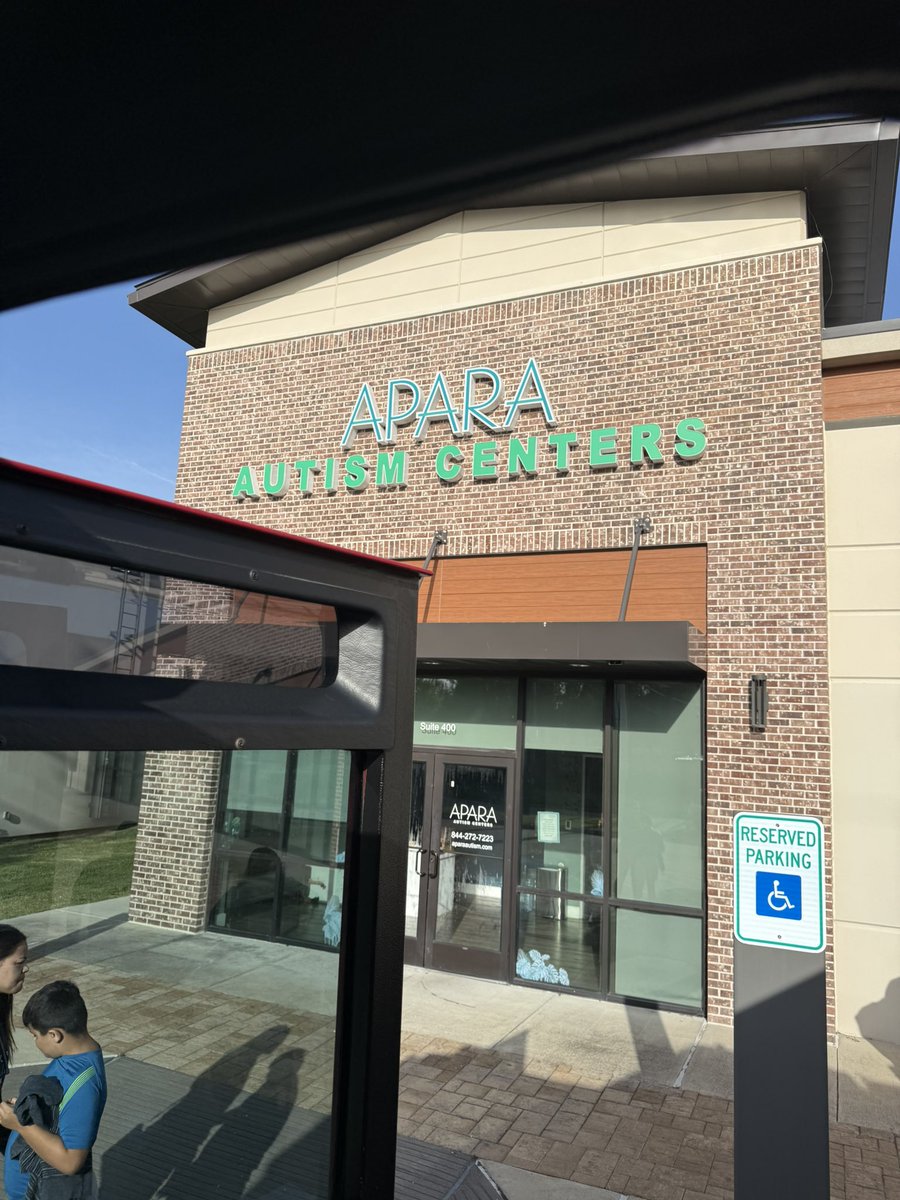 APARA
AUTISM CENTERS
Suite 400
APARA
AUTISM CENTERS
844-272-7223
aparaautism.com
RESERVED
PARKING